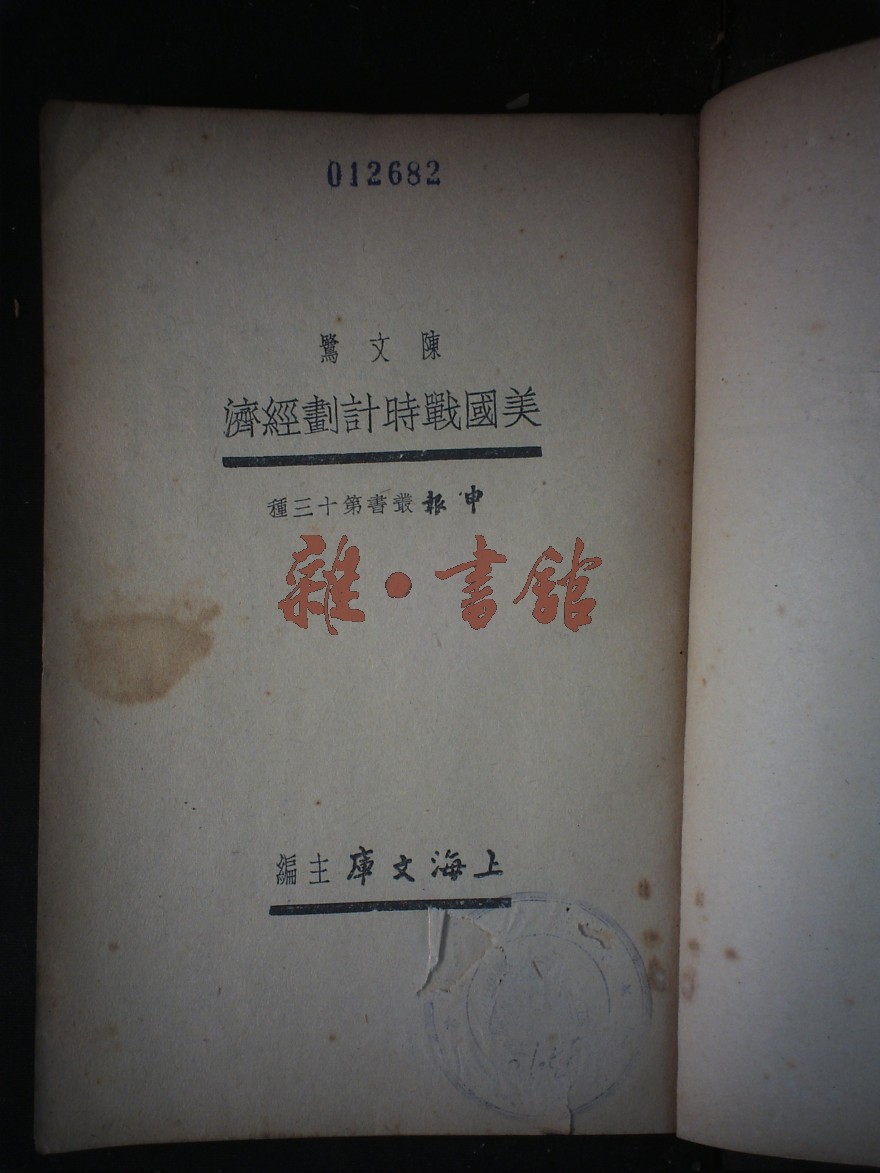 012682
陳文鷺
美國戰時計劃經濟
申報叢書第十三種
雜·書館
上海文庫主編